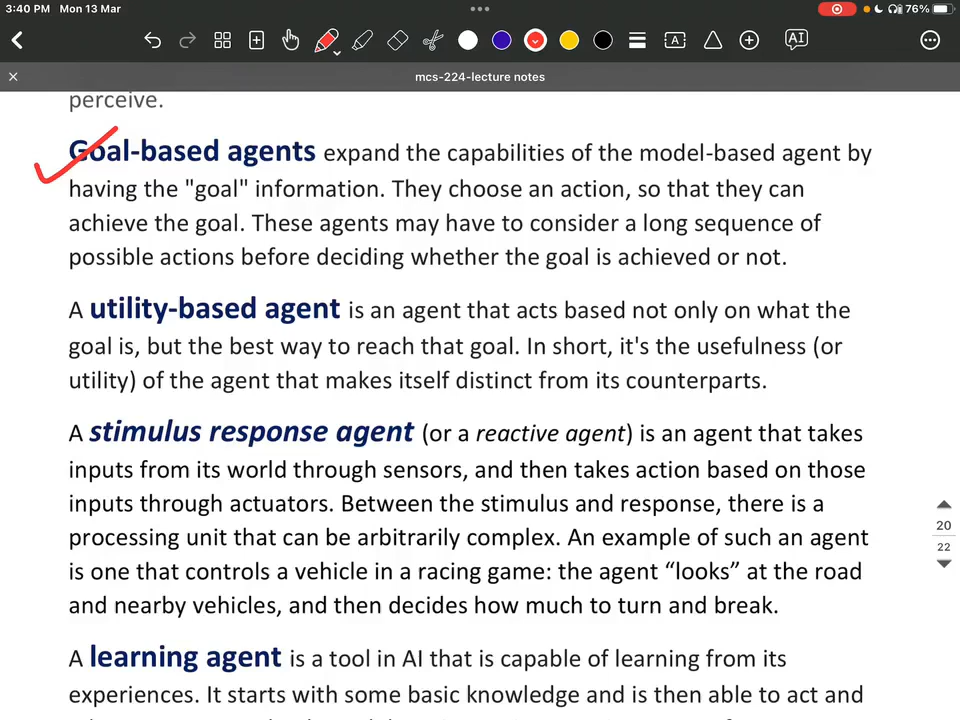 3:40 PM Mon 13 Mar
76%
A
AI
mcs-224-lecture notes
perceive.
Goal-based agents expand the capabilities of the model-based agent by
having the "goal" information. They choose an action, so that they can
achieve the goal. These agents may have to consider a long sequence of
possible actions before deciding whether the goal is achieved or not.
A utility-based agent is an agent that acts based not only on what the
goal is, but the best way to reach that goal. In short, it's the usefulness (or
utility) of the agent that makes itself distinct from its counterparts.
A stimulus response agent (or a reactive agent) is an agent that takes
inputs from its world through sensors, and then takes action based on those
inputs through actuators. Between the stimulus and response, there is a
processing unit that can be arbitrarily complex. An example of such an agent
is one that controls a vehicle in a racing game: the agent “looks” at the road
and nearby vehicles, and then decides how much to turn and break.
20
22
A learning agent is a tool in AI that is capable of learning from its
experiences. It starts with some basic knowledge and is then able to act and